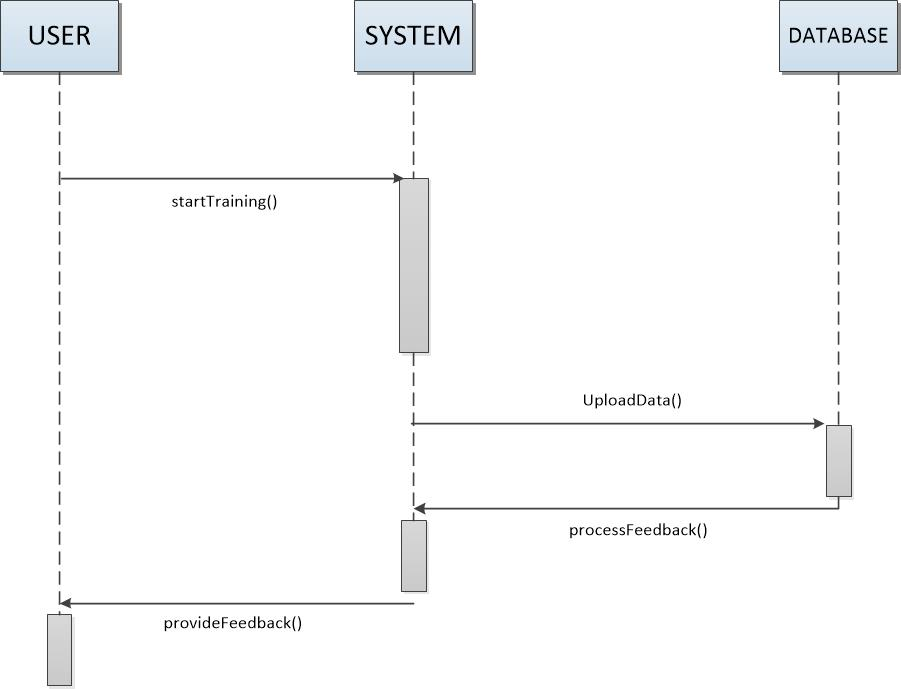 USER
SYSTEM
DATABASE
startTraining()
UploadData()
processFeedback()
provideFeedback()